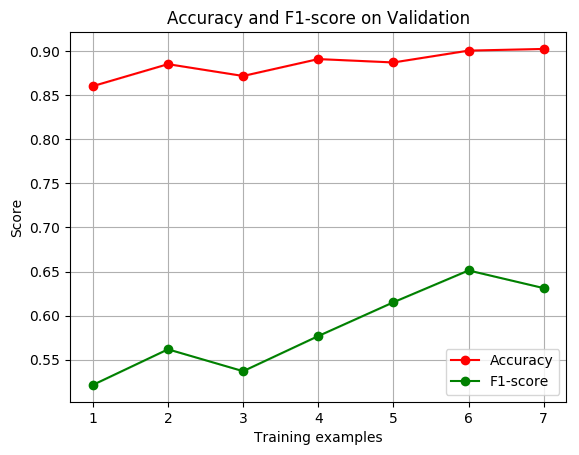 Accuracy and F1-score on Validation
0.90
0.85
0.80
0.75
0.70
0.65
0.60
0.55
Score
1 2 3 4 5 6 7
Training examples
Accuracy
F1-score